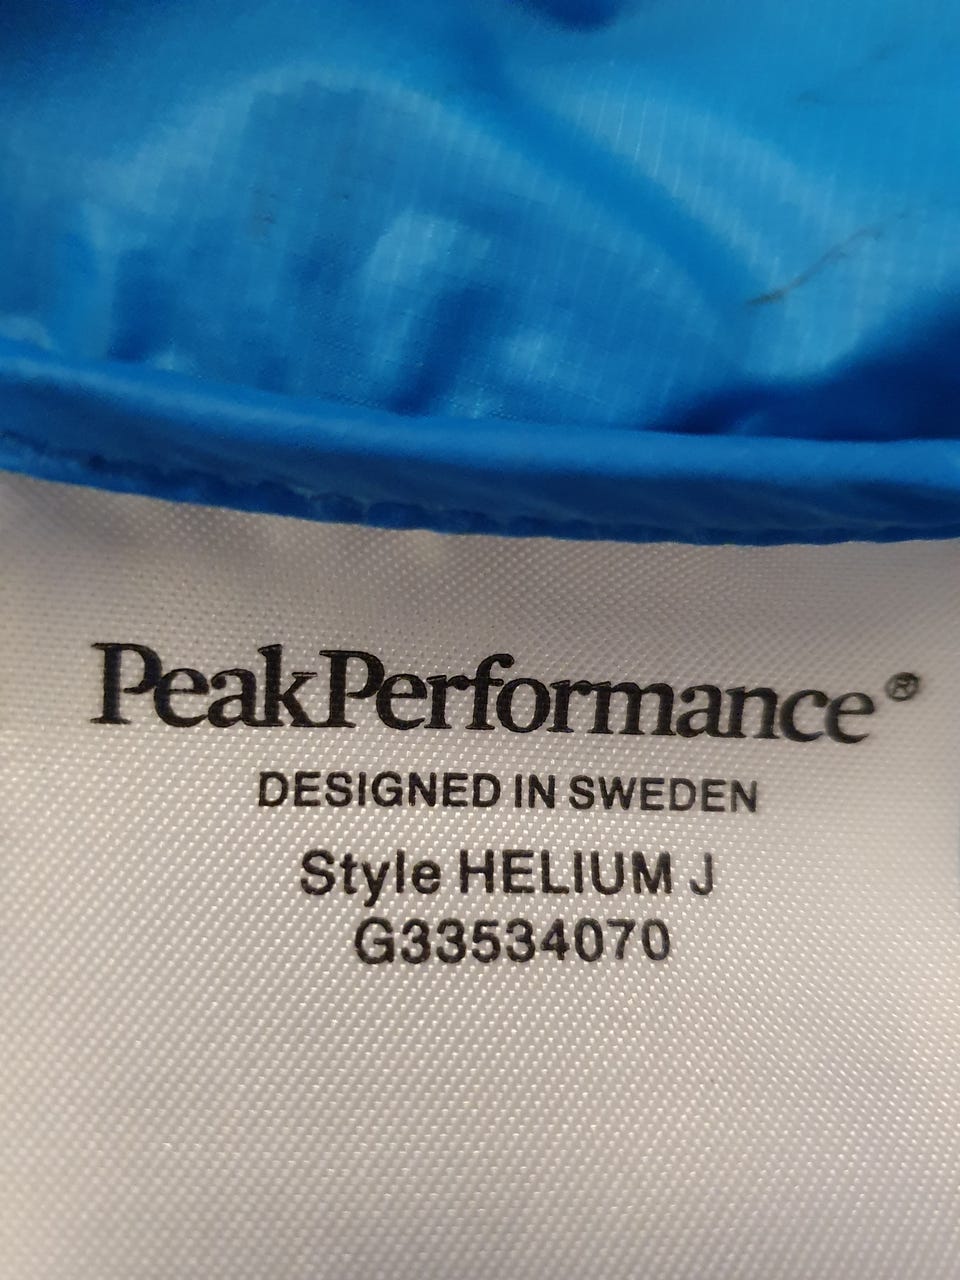 PeakPerformance®
DESIGNED IN SWEDEN
Style HELIUM J
G33534070